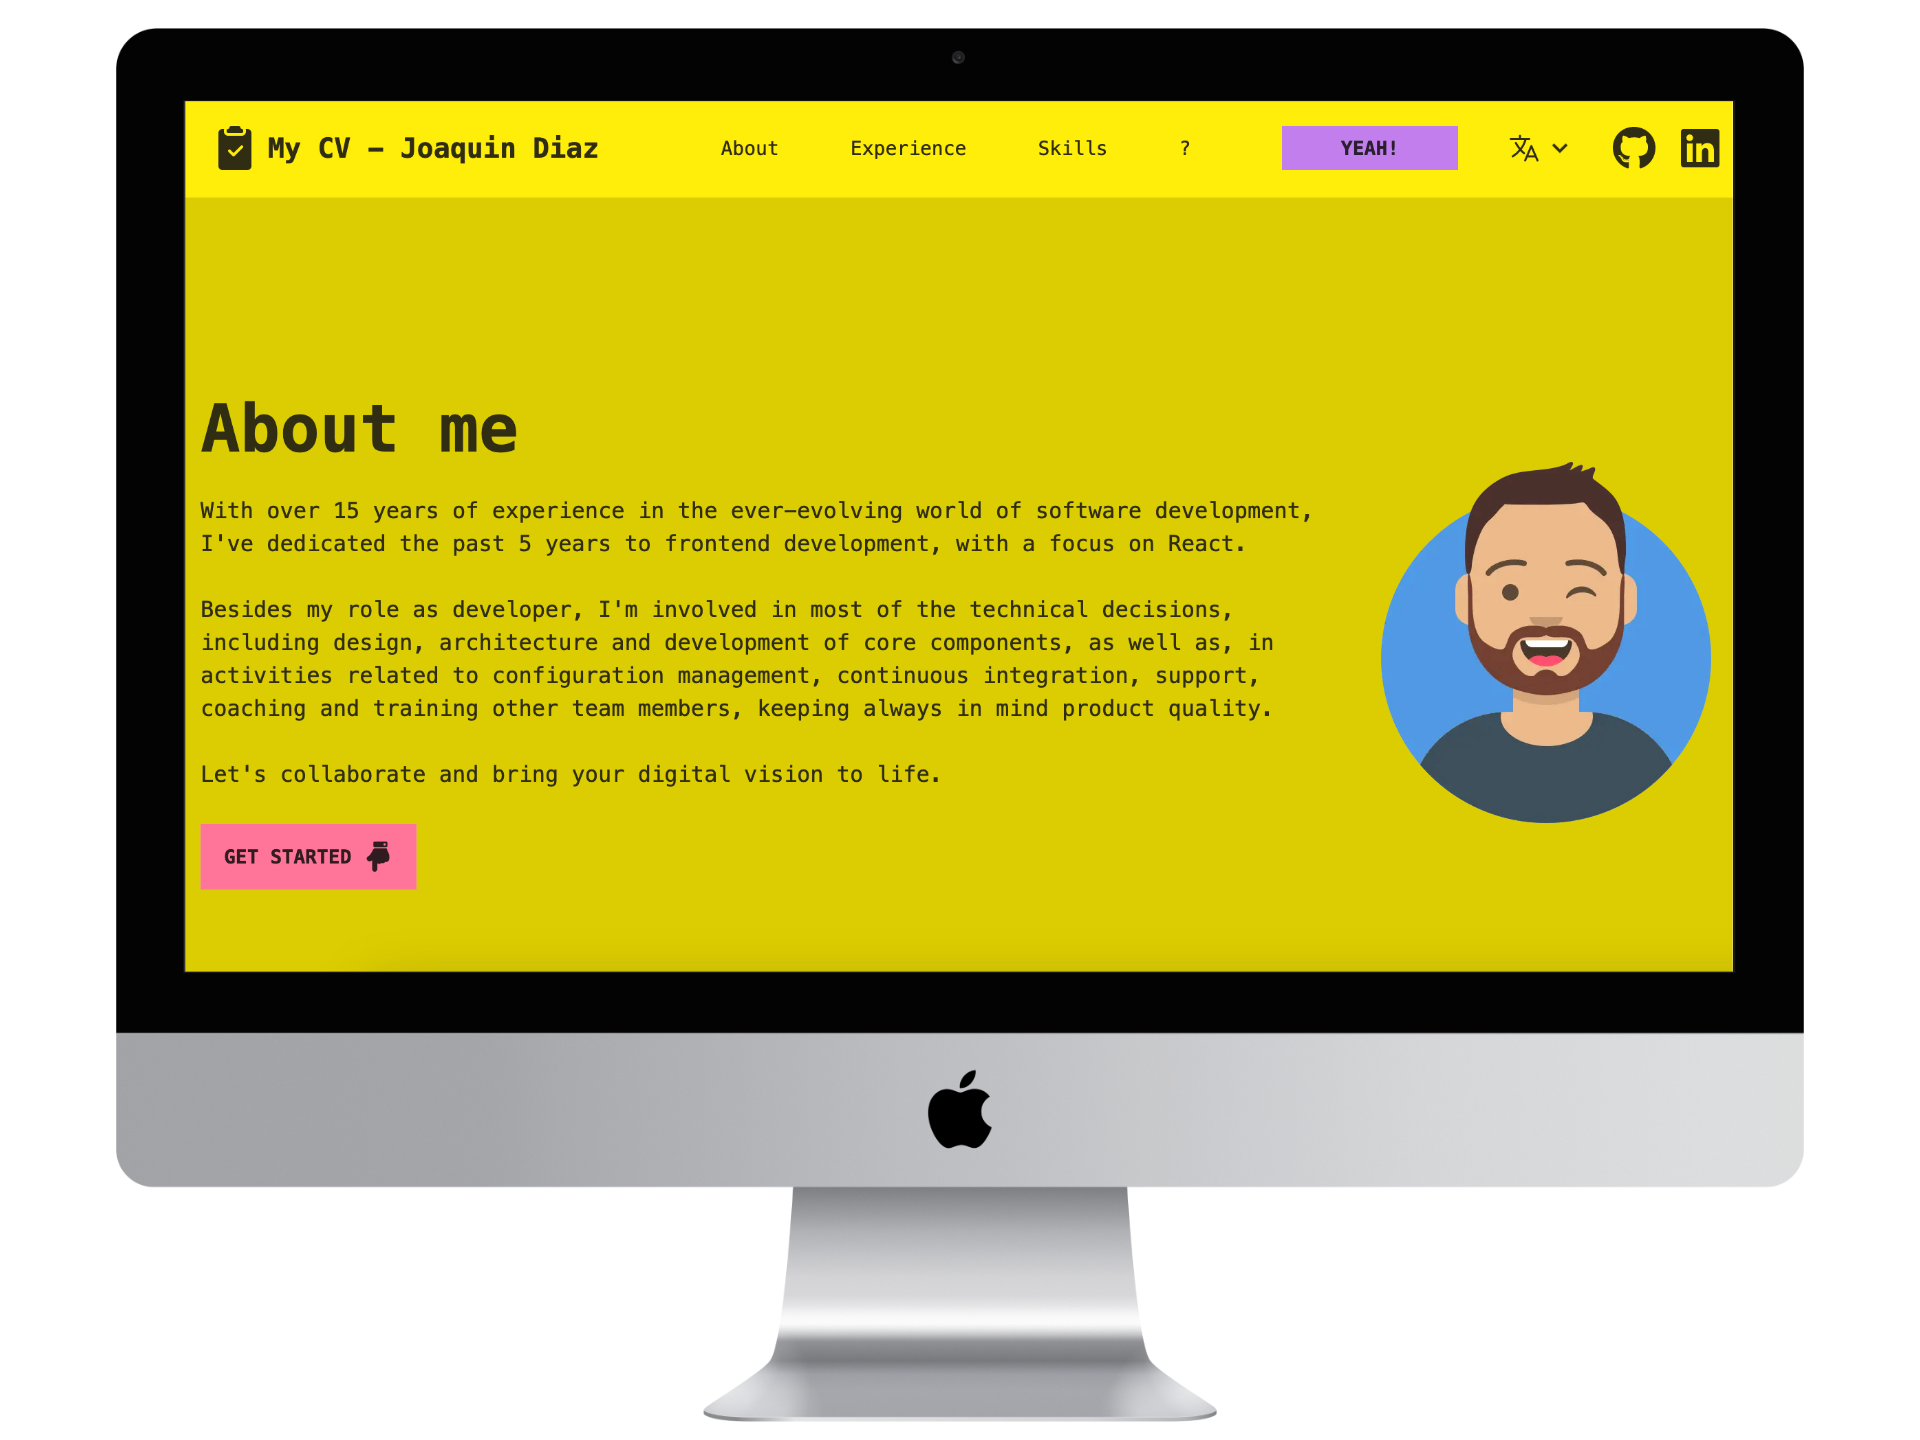 My CV - Joaquin Diaz
About
Experience
Skills
?
YEAH!
文A
in
About me
With over 15 years of experience in the ever-evolving world of software development,
I've dedicated the past 5 years to frontend development, with a focus on React.
Besides my role as developer, I'm involved in most of the technical decisions,
including design, architecture and development of core components, as well as, in
activities related to configuration management, continuous integration, support,
coaching and training other team members, keeping always in mind product quality.
Let's collaborate and bring your digital vision to life.
GET STARTED